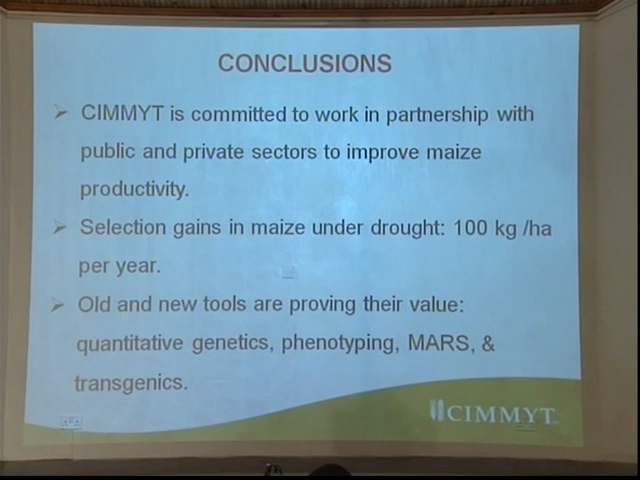 CONCLUSIONS
➢ CIMMYT is committed to work in partnership with
public and private sectors to improve maize
productivity.
➢ Selection gains in maize under drought: 100 kg /ha
per year.
➢ Old and new tools are proving their value:
quantitative genetics, phenotyping, MARS, &
transgenics.
CIMMYT